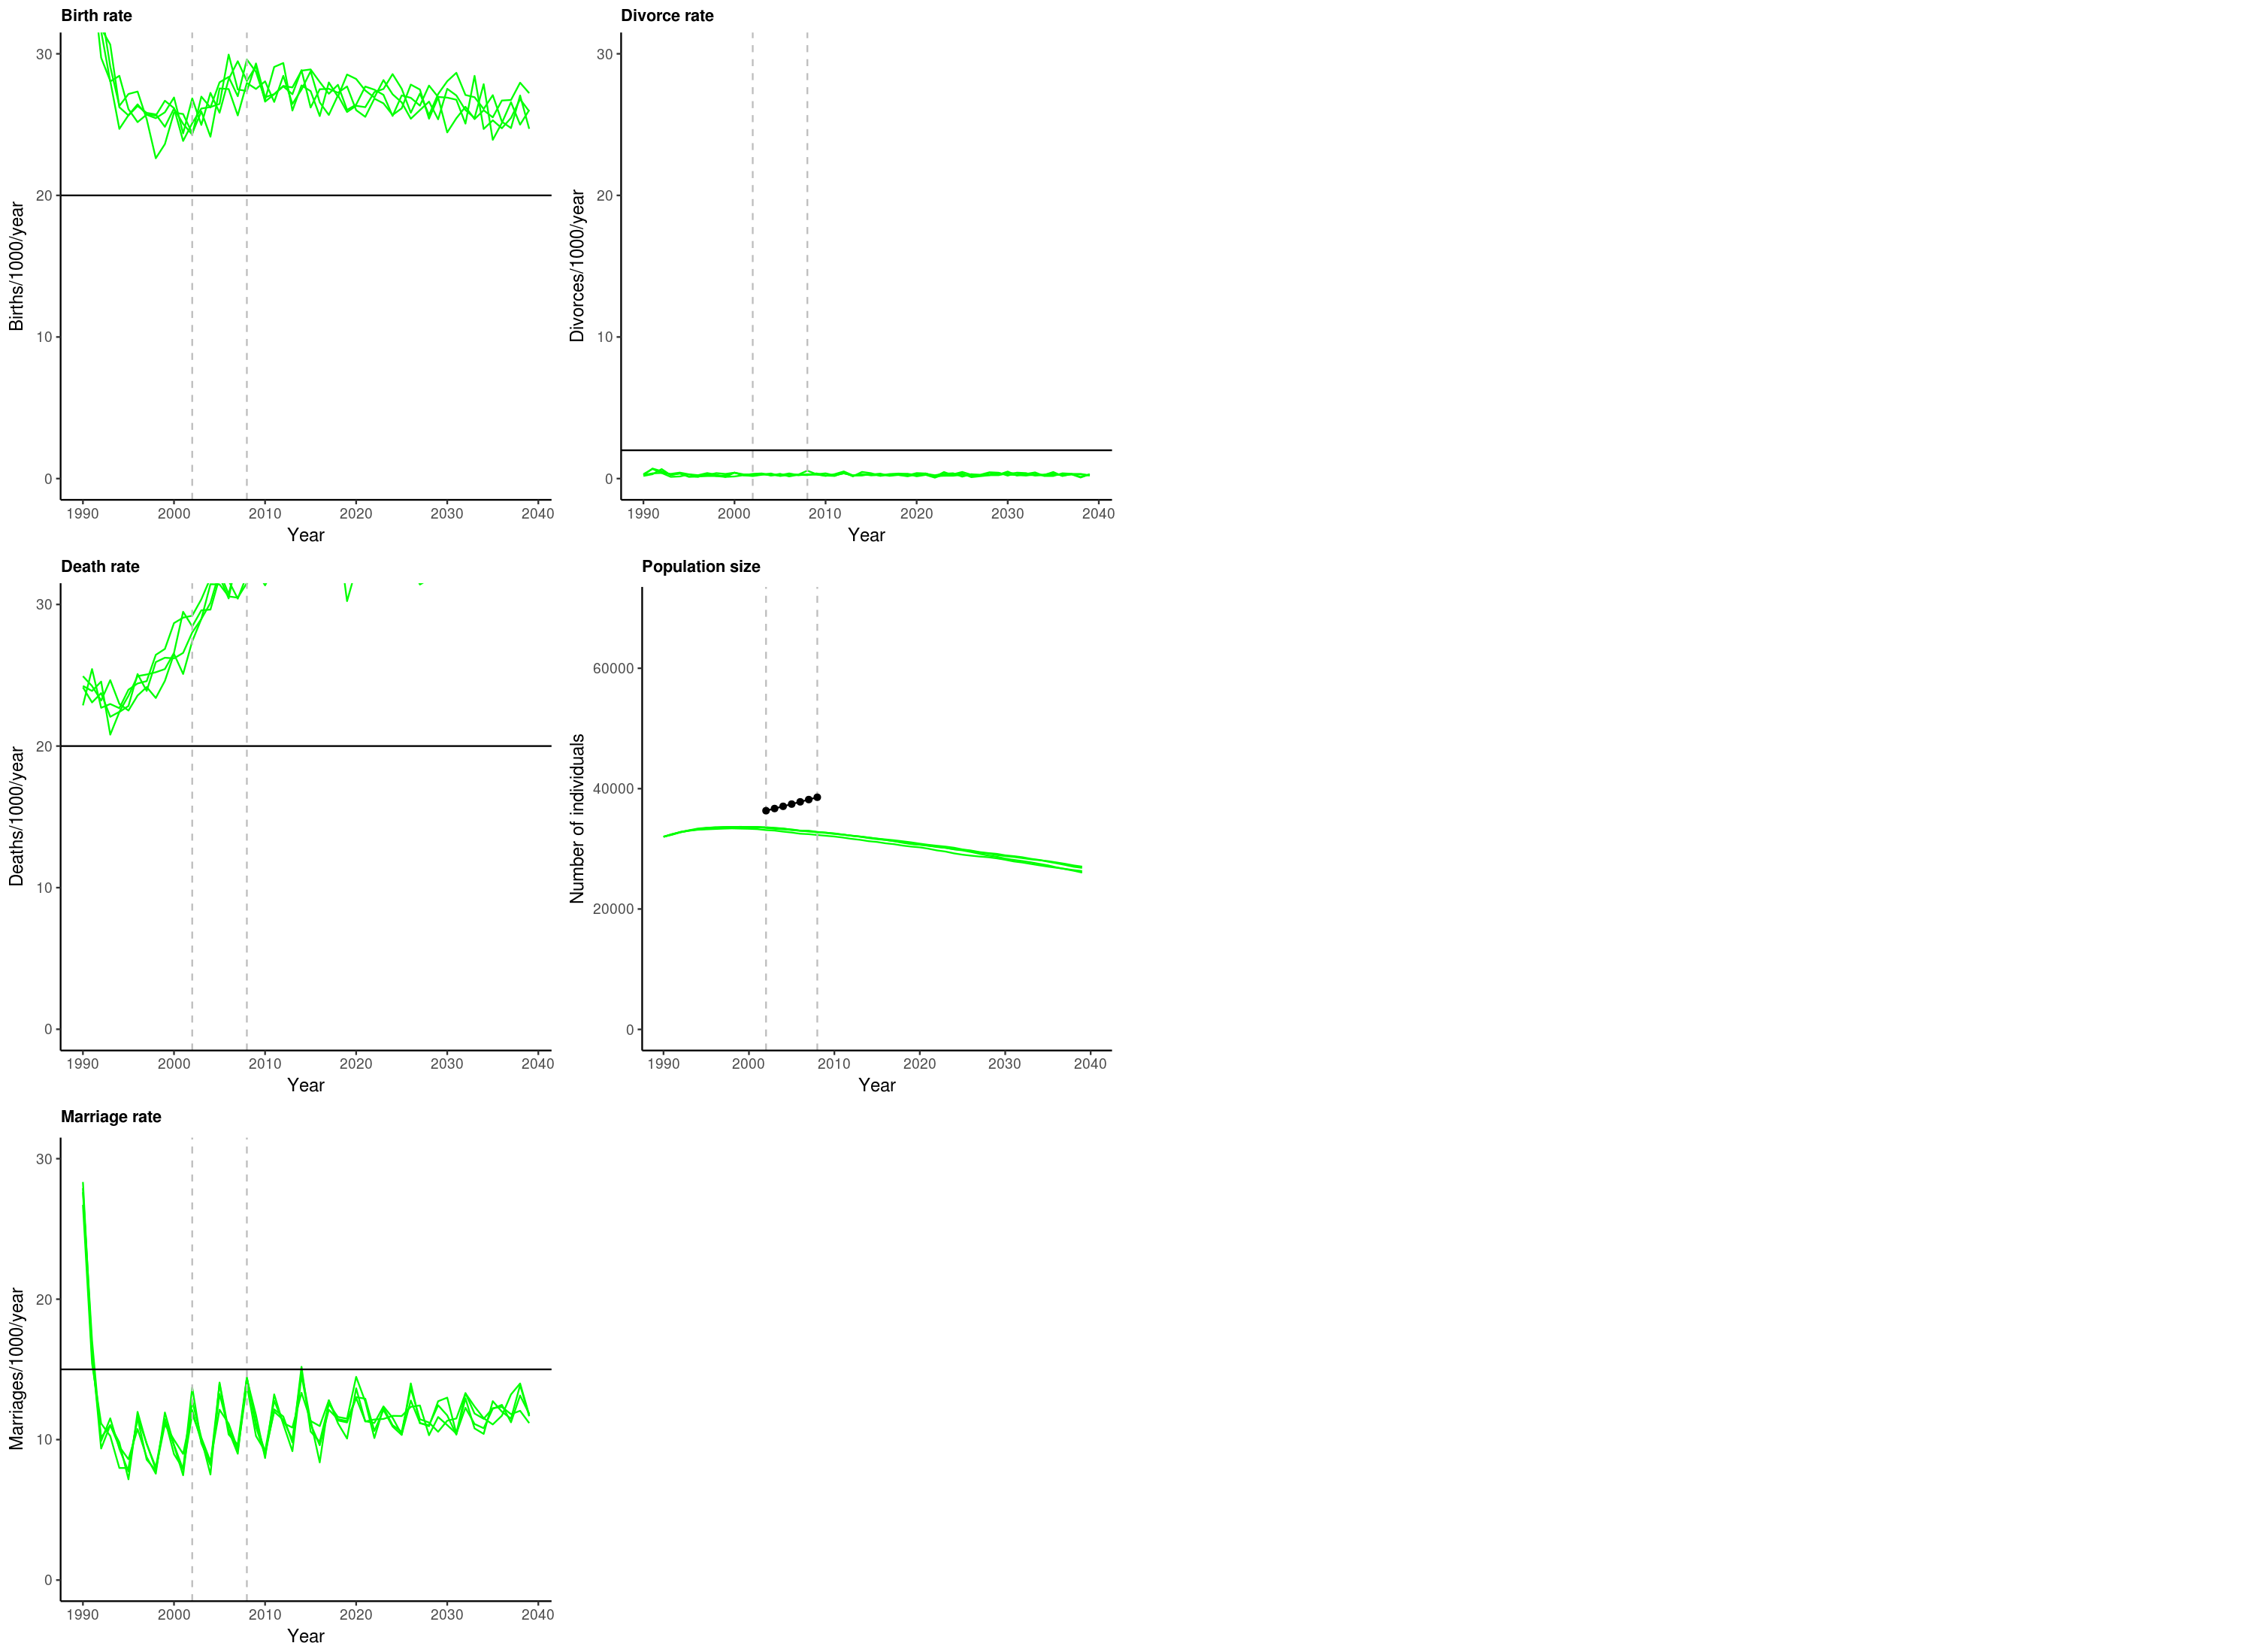 Birth rate
30
20
10
0
Births/1000/year
1990 2000 2010 2020 2030 2040
Year
Divorce rate
30
20
10
0
Divorces/1000/year
1990 2000 2010 2020 2030 2040
Year
Death rate
30
20
10
0
Deaths/1000/year
1990 2000 2010 2020 2030 2040
Year
Population size
60000
40000
20000
0
Number of individuals
1990 2000 2010 2020 2030 2040
Year
Marriage rate
30
20
10
0
Marriages/1000/year
1990 2000 2010 2020 2030 2040
Year